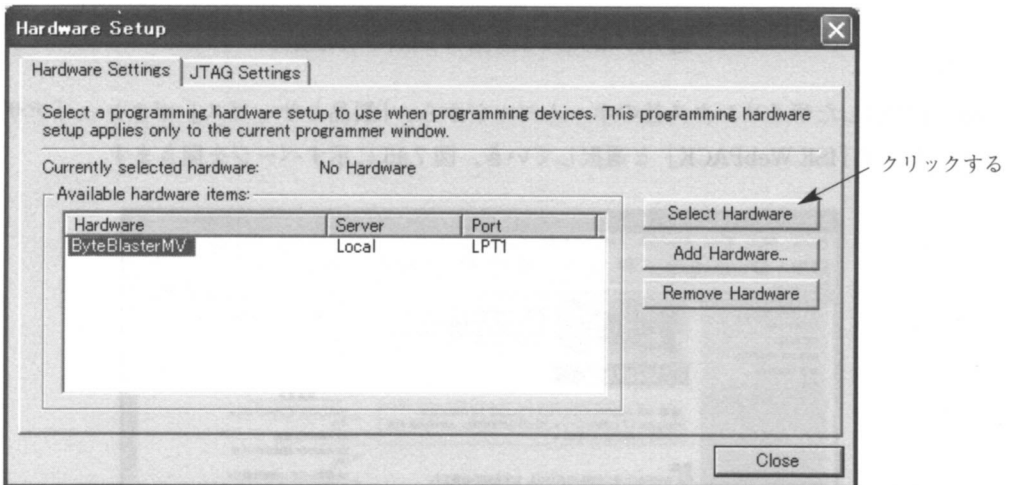 Hardware Setup
Hardware Settings
JTAG Settings
Select a programming hardware setup to use when programming devices. This programming hardware
setup applies only to the current programmer window.
Currently selected hardware: No Hardware
Available hardware items:
Hardware Server Port
ByteBlasterMV Local LPT1
Select Hardware
Add Hardware...
Remove Hardware
Close
クリックする